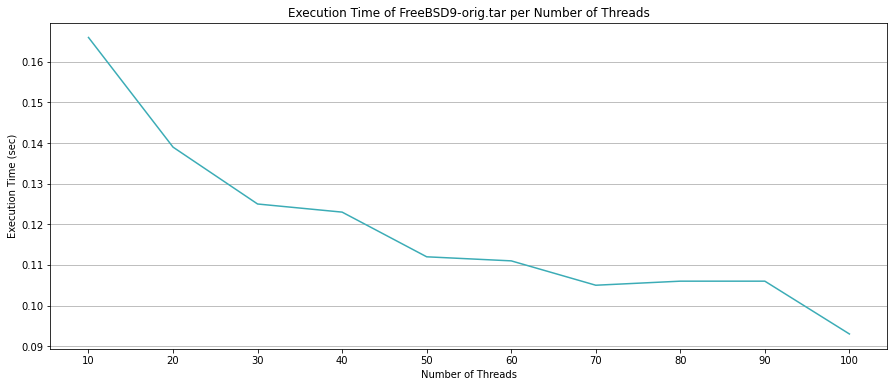 Execution Time of FreeBSD9-orig.tar per Number of Threads
0.16
0.15
0.14
0.13
0.12
0.11
0.10
0.09
Execution Time (sec)
10 20 30 40 50 60 70 80 90 100
Number of Threads